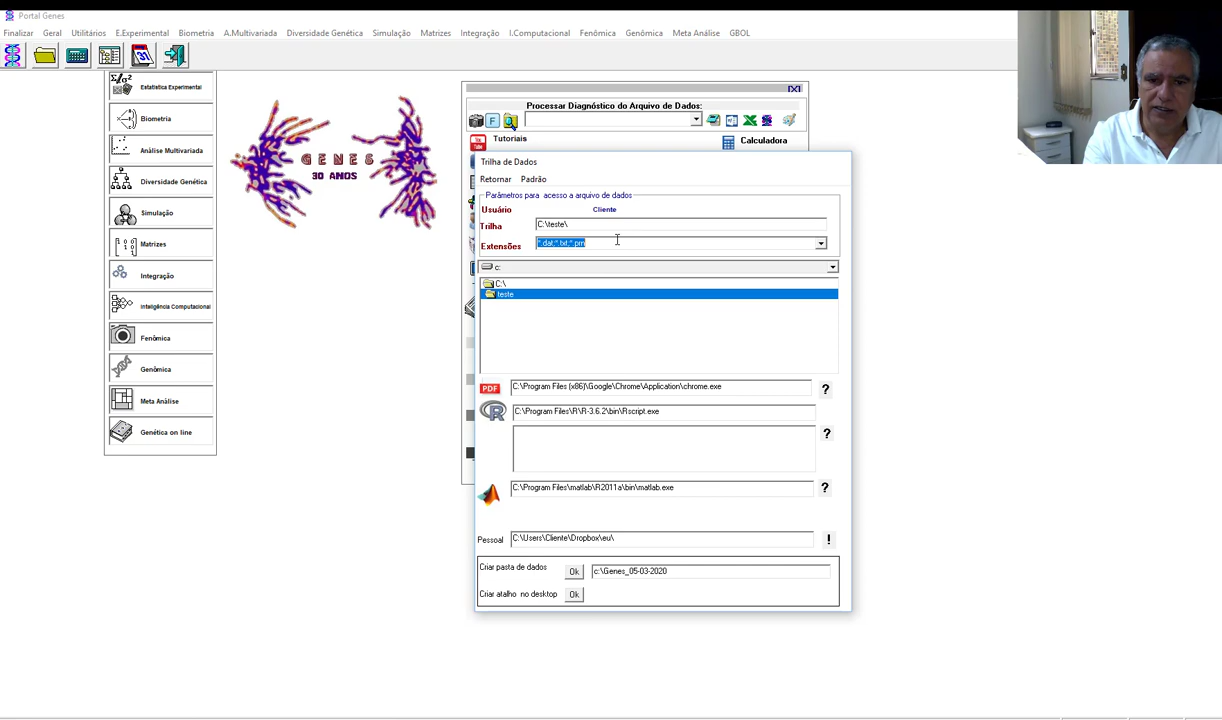 Portal Genes
Finalizar Geral Utilitários E.Experimental Biometria A.Multivariada Diversidade Genética Simulação Matrizes Integração I.Computacional Fenômica Genômica Meta Análise GBOL
Estatística Experimental
Biometria
Análise Multivariada
Diversidade Genética
Simulação
Matrizes
Integração
Inteligência Computacional
Fenômica
Genômica
Meta Análise
Genética on line
GENES
30 ANOS
Processar Diagnóstico do Arquivo de Dados:
F
Tutoriais
Calculadora
Trilha de Dados
Retornar Padrão
Parâmetros para acesso a arquivo de dados
Usuário Cliente
Trilha C:\teste\
Extensões *.dat;*.txt;*.prn
c:
C:\
teste
PDF C:\Program Files (x86)\Google\Chrome\Application\chrome.exe ?
R C:\Program Files\R\R-3.6.2\bin\Rscript.exe
?
C:\Program Files\matlab\R2011a\bin\matlab.exe ?
Pessoal C:\Users\Cliente\Dropbox\eu\ !
Criar pasta de dados Ok c:\Genes_05-03-2020
Criar atalho no desktop Ok